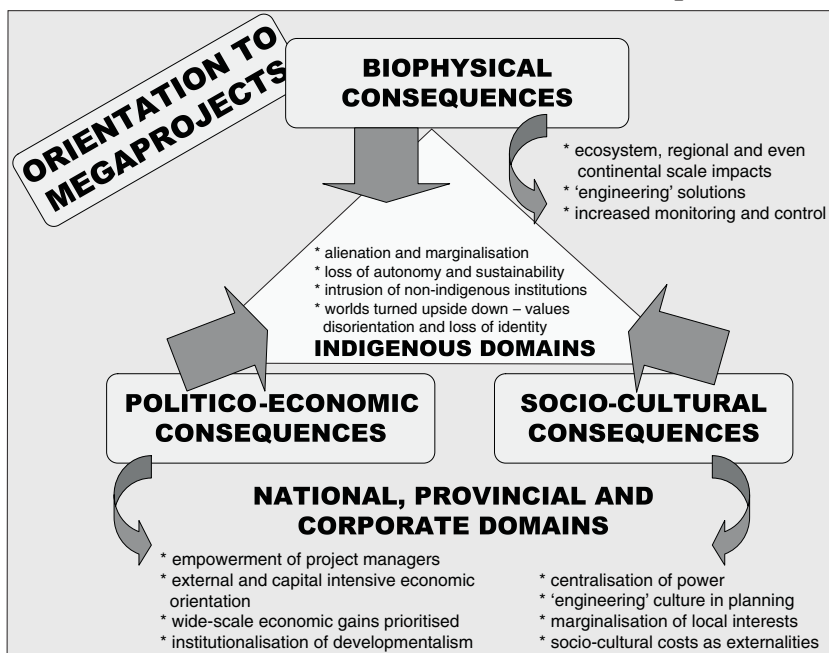 ORIENTATION TO
MEGAPROJECTS
BIOPHYSICAL
CONSEQUENCES
* ecosystem, regional and even
continental scale impacts
* ‘engineering’ solutions
* increased monitoring and control
* alienation and marginalisation
* loss of autonomy and sustainability
* intrusion of non-indigenous institutions
* worlds turned upside down – values
disorientation and loss of identity
INDIGENOUS DOMAINS
POLITICO-ECONOMIC
CONSEQUENCES
SOCIO-CULTURAL
CONSEQUENCES
NATIONAL, PROVINCIAL AND
CORPORATE DOMAINS
* empowerment of project managers
* external and capital intensive economic
orientation
* wide-scale economic gains prioritised
* institutionalisation of developmentalism
* centralisation of power
* ‘engineering’ culture in planning
* marginalisation of local interests
* socio-cultural costs as externalities